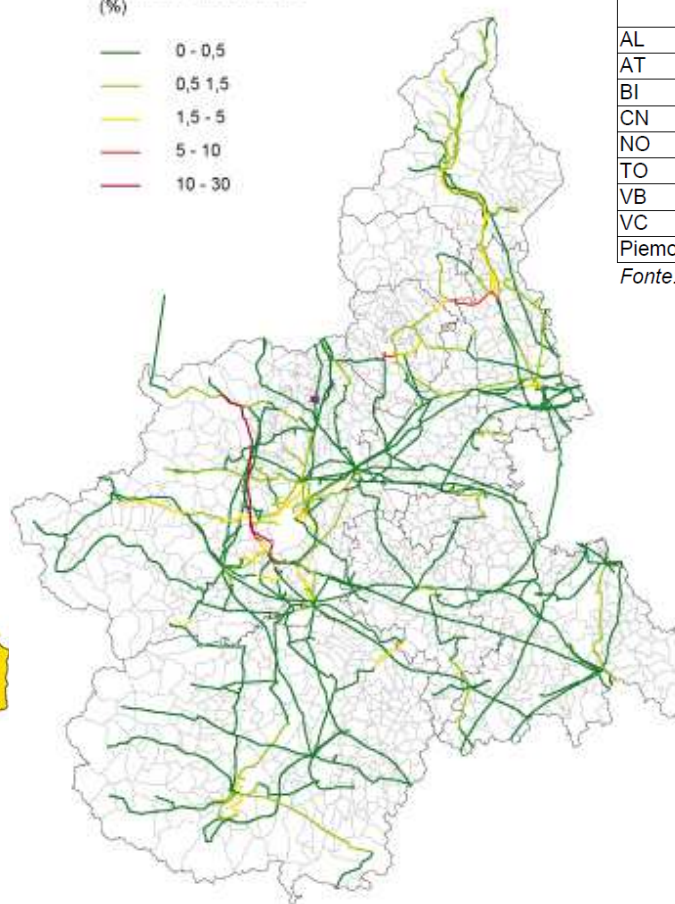 (%)
0 - 0,5
0,5 1,5
1,5 - 5
5 - 10
10 - 30
AL
AT
BI
CN
NO
TO
VB
VC
Piemo
Fonte